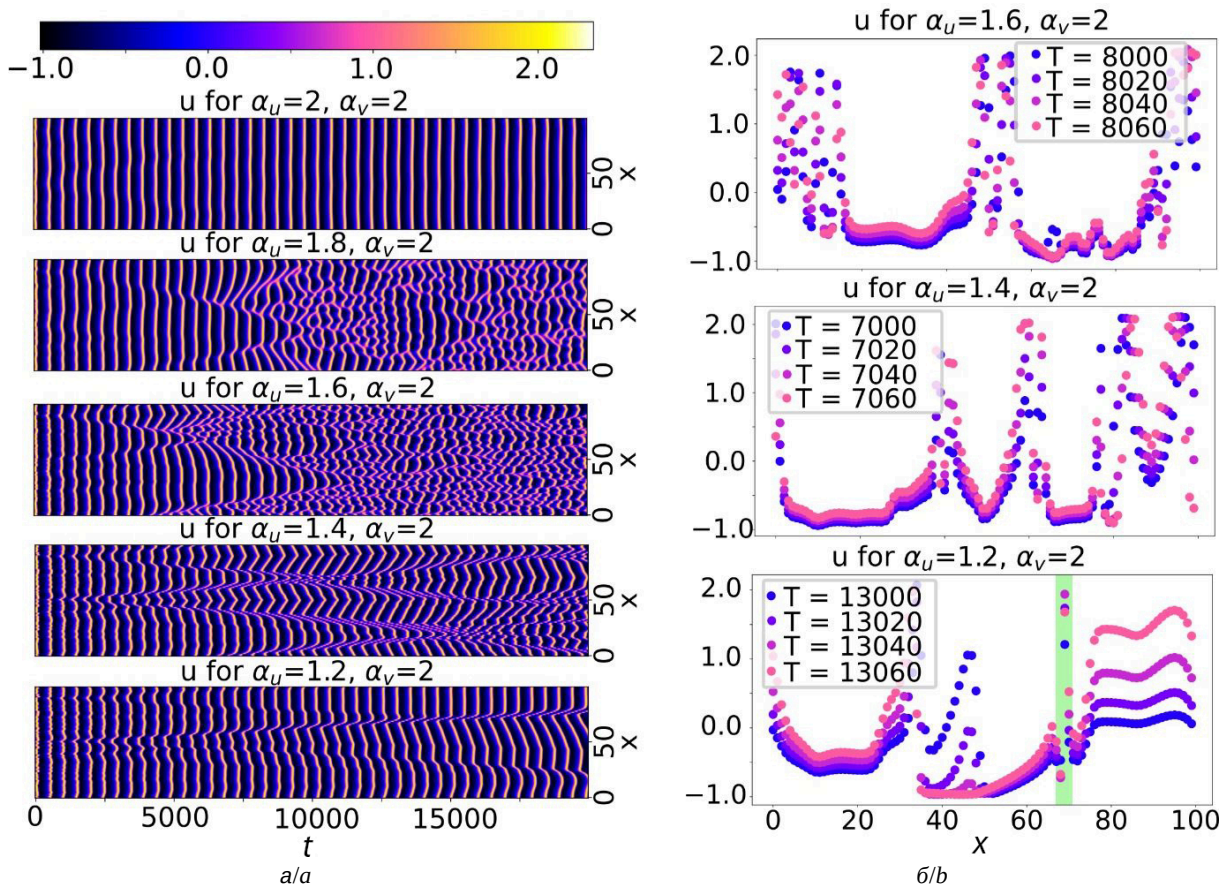 −1.0 0.0 1.0 2.0
u for αᵤ=2, αᵥ=2
50
0
x
u for αᵤ=1.8, αᵥ=2
50
0
x
u for αᵤ=1.6, αᵥ=2
50
0
x
u for αᵤ=1.4, αᵥ=2
50
0
x
u for αᵤ=1.2, αᵥ=2
50
0
x
0 5000 10000 15000
t
а/a
u for αᵤ=1.6, αᵥ=2
2.0
1.0
0.0
−1.0
T = 8000
T = 8020
T = 8040
T = 8060
u for αᵤ=1.4, αᵥ=2
2.0
1.0
0.0
−1.0
T = 7000
T = 7020
T = 7040
T = 7060
u for αᵤ=1.2, αᵥ=2
2.0
1.0
0.0
−1.0
T = 13000
T = 13020
T = 13040
T = 13060
0 20 40 60 80 100
x
б/b